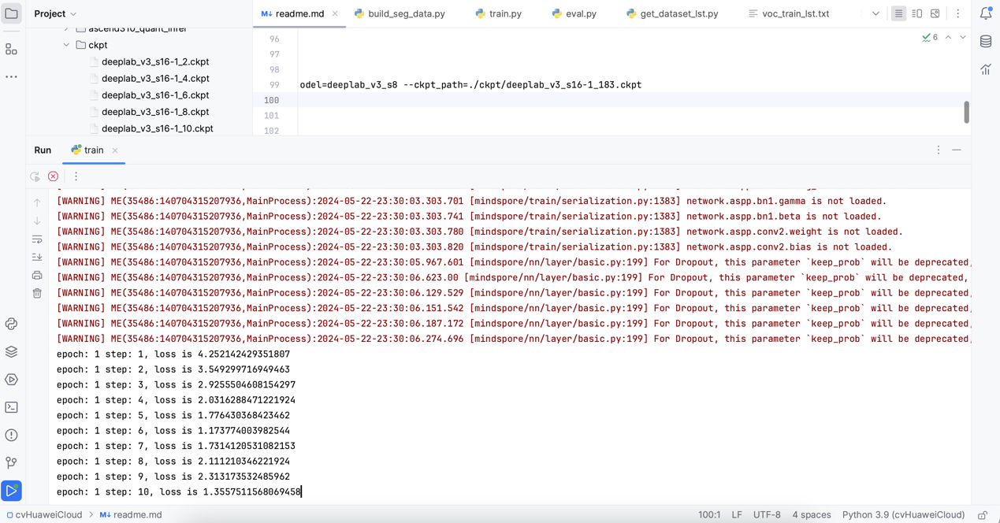 Project
readme.md
build_seg_data.py
train.py
eval.py
get_dataset_lst.py
voc_train_lst.txt
ascend310_quant_infer
ckpt
deeplab_v3_s16-1_2.ckpt
deeplab_v3_s16-1_4.ckpt
deeplab_v3_s16-1_6.ckpt
deeplab_v3_s16-1_8.ckpt
deeplab_v3_s16-1_10.ckpt
96
97
98
99 odel=deeplab_v3_s8 --ckpt_path=./ckpt/deeplab_v3_s16-1_183.ckpt
100
101
102
6
Run train
[WARNING] ME(35486:140704315207936,MainProcess):2024-05-22-23:30:03.303.701 [mindspore/train/serialization.py:1383] network.aspp.bn1.gamma is not loaded.
[WARNING] ME(35486:140704315207936,MainProcess):2024-05-22-23:30:03.303.741 [mindspore/train/serialization.py:1383] network.aspp.bn1.beta is not loaded.
[WARNING] ME(35486:140704315207936,MainProcess):2024-05-22-23:30:03.303.780 [mindspore/train/serialization.py:1383] network.aspp.conv2.weight is not loaded.
[WARNING] ME(35486:140704315207936,MainProcess):2024-05-22-23:30:03.303.820 [mindspore/train/serialization.py:1383] network.aspp.conv2.bias is not loaded.
[WARNING] ME(35486:140704315207936,MainProcess):2024-05-22-23:30:05.967.601 [mindspore/nn/layer/basic.py:199] For Dropout, this parameter `keep_prob` will be deprecated,
[WARNING] ME(35486:140704315207936,MainProcess):2024-05-22-23:30:06.623.00 [mindspore/nn/layer/basic.py:199] For Dropout, this parameter `keep_prob` will be deprecated,
[WARNING] ME(35486:140704315207936,MainProcess):2024-05-22-23:30:06.129.529 [mindspore/nn/layer/basic.py:199] For Dropout, this parameter `keep_prob` will be deprecated,
[WARNING] ME(35486:140704315207936,MainProcess):2024-05-22-23:30:06.151.542 [mindspore/nn/layer/basic.py:199] For Dropout, this parameter `keep_prob` will be deprecated,
[WARNING] ME(35486:140704315207936,MainProcess):2024-05-22-23:30:06.187.172 [mindspore/nn/layer/basic.py:199] For Dropout, this parameter `keep_prob` will be deprecated,
[WARNING] ME(35486:140704315207936,MainProcess):2024-05-22-23:30:06.274.696 [mindspore/nn/layer/basic.py:199] For Dropout, this parameter `keep_prob` will be deprecated,
epoch: 1 step: 1, loss is 4.252142429351807
epoch: 1 step: 2, loss is 3.549299716949463
epoch: 1 step: 3, loss is 2.9255504608154297
epoch: 1 step: 4, loss is 2.0316288471221924
epoch: 1 step: 5, loss is 1.776430368423462
epoch: 1 step: 6, loss is 1.173774003982544
epoch: 1 step: 7, loss is 1.7314120531082153
epoch: 1 step: 8, loss is 2.111210346221924
epoch: 1 step: 9, loss is 2.313173532485962
epoch: 1 step: 10, loss is 1.3557511568069458
cvHuaweiCloud > M↓ readme.md
100:1 LF UTF-8 4 spaces Python 3.9 (cvHuaweiCloud)